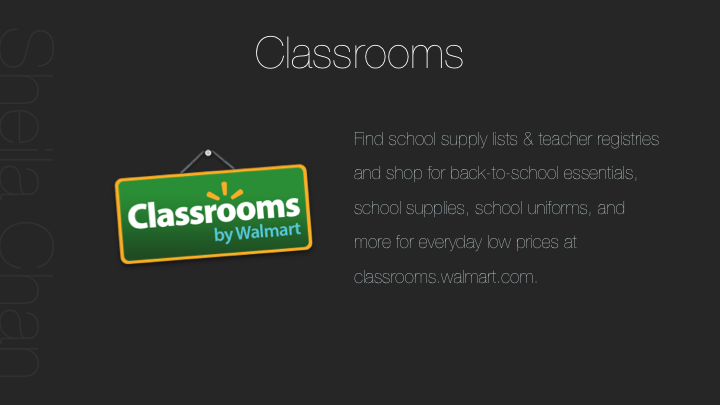 Classrooms
Sheila Chan
Classrooms
by Walmart
Find school supply lists & teacher registries
and shop for back-to-school essentials,
school supplies, school uniforms, and
more for everyday low prices at
classrooms.walmart.com.